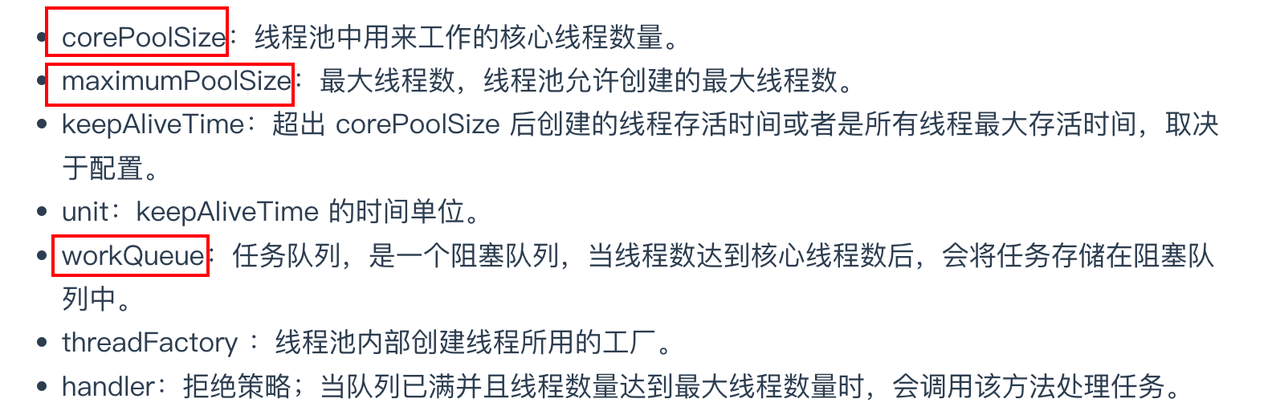 • corePoolSize：线程池中用来工作的核心线程数量。
• maximumPoolSize：最大线程数，线程池允许创建的最大线程数。
• keepAliveTime：超出 corePoolSize 后创建的线程存活时间或者是所有线程最大存活时间，取决
于配置。
• unit：keepAliveTime 的时间单位。
• workQueue：任务队列，是一个阻塞队列，当线程数达到核心线程数后，会将任务存储在阻塞队
列中。
• threadFactory ：线程池内部创建线程所用的工厂。
• handler：拒绝策略；当队列已满并且线程数量达到最大线程数量时，会调用该方法处理任务。